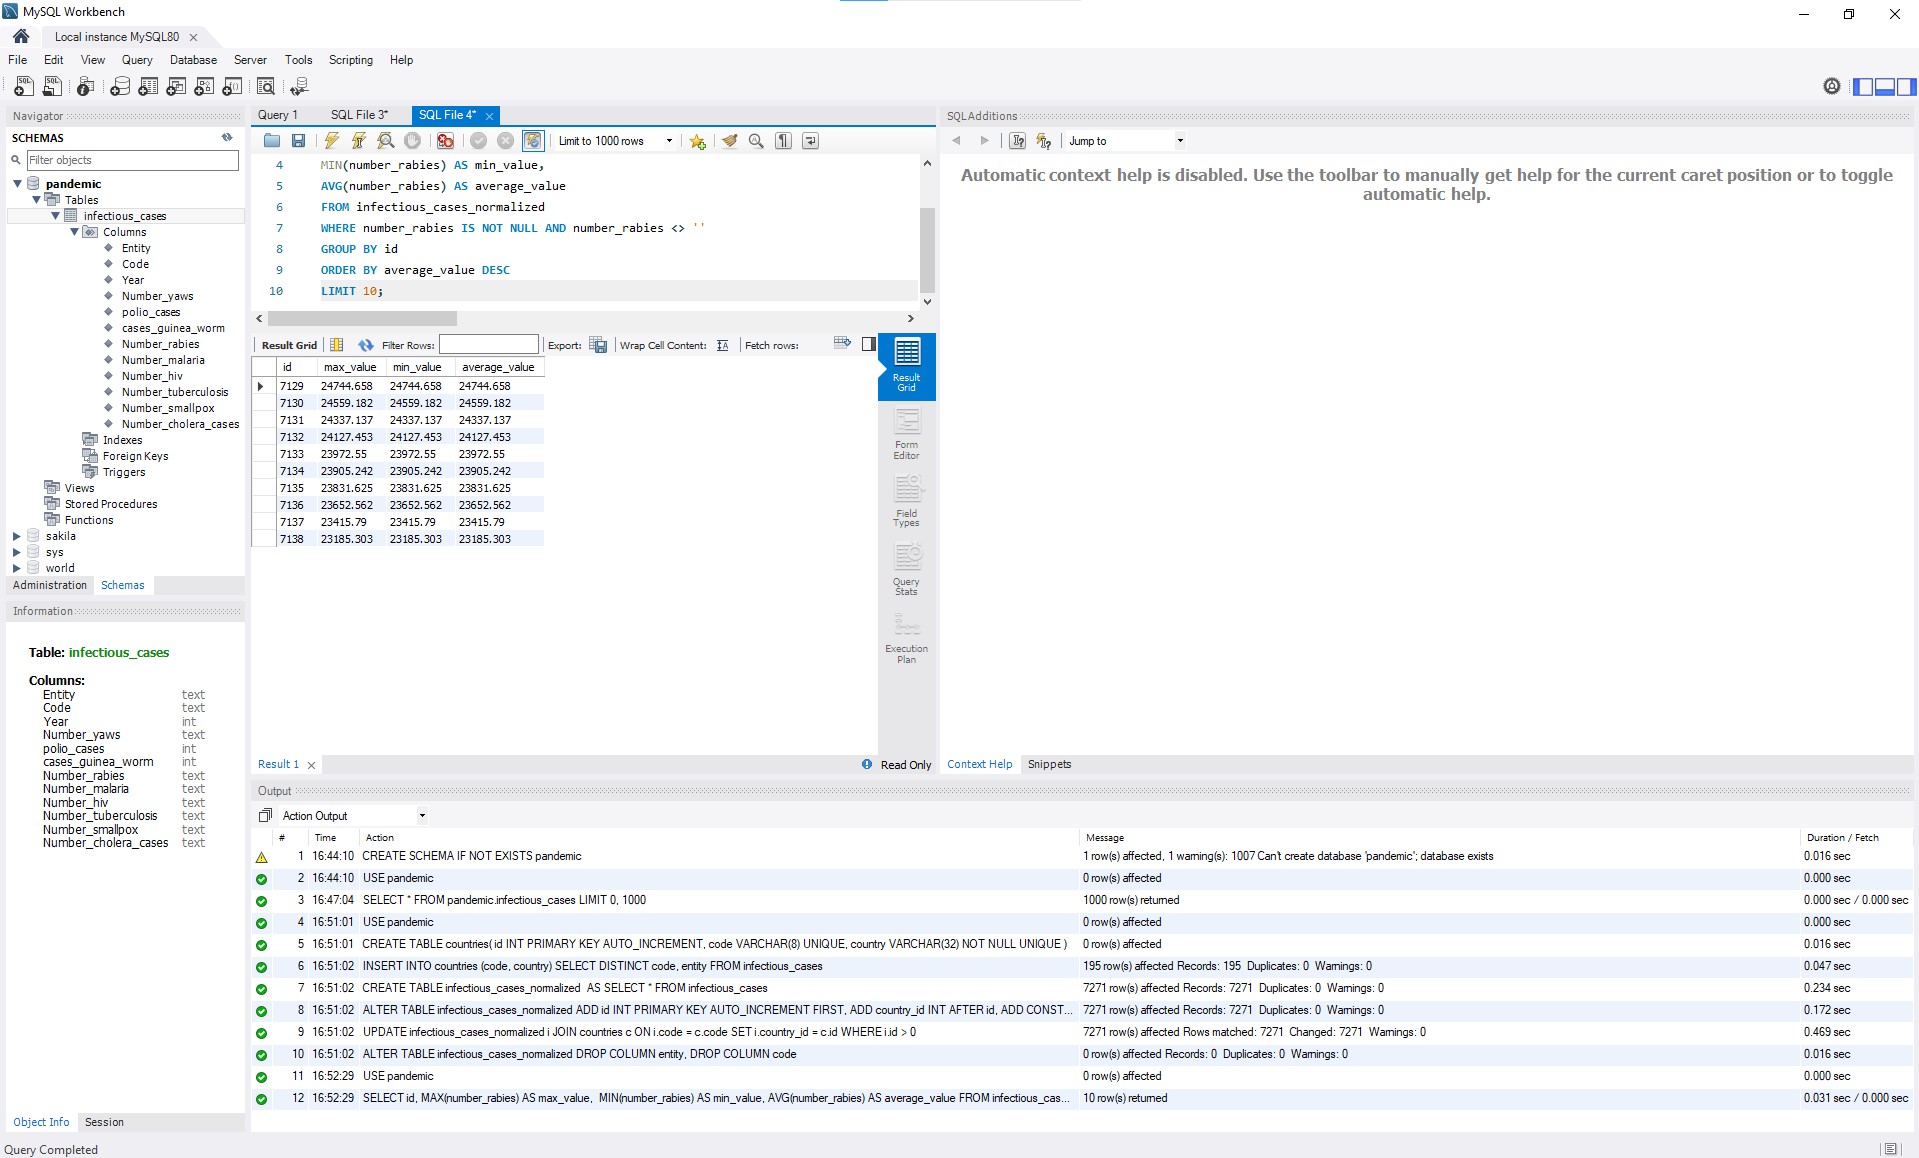 MySQL Workbench
Local instance MySQL80
File Edit View Query Database Server Tools Scripting Help
Navigator
SCHEMAS
Filter objects
pandemic
Tables
infectious_cases
Columns
Entity
Code
Year
Number_yaws
polio_cases
cases_guinea_worm
Number_rabies
Number_malaria
Number_hiv
Number_tuberculosis
Number_smallpox
Number_cholera_cases
Indexes
Foreign Keys
Triggers
Views
Stored Procedures
Functions
sakila
sys
world
Administration Schemas
Information
Table: infectious_cases
Columns:
Entity text
Code text
Year int
Number_yaws text
polio_cases int
cases_guinea_worm int
Number_rabies text
Number_malaria text
Number_hiv text
Number_tuberculosis text
Number_smallpox text
Number_cholera_cases text
Object Info Session
Query Completed
Query 1 SQL File 3* SQL File 4*
Limit to 1000 rows
4 MIN(number_rabies) AS min_value,
5 AVG(number_rabies) AS average_value
6 FROM infectious_cases_normalized
7 WHERE number_rabies IS NOT NULL AND number_rabies <> ''
8 GROUP BY id
9 ORDER BY average_value DESC
10 LIMIT 10;
Result Grid Filter Rows: Export: Wrap Cell Content: Fetch rows:
id max_value min_value average_value
7129 24744.658 24744.658 24744.658
7130 24559.182 24559.182 24559.182
7131 24337.137 24337.137 24337.137
7132 24127.453 24127.453 24127.453
7133 23972.55 23972.55 23972.55
7134 23905.242 23905.242 23905.242
7135 23831.625 23831.625 23831.625
7136 23652.562 23652.562 23652.562
7137 23415.79 23415.79 23415.79
7138 23185.303 23185.303 23185.303
Result
Grid
Form
Editor
Field
Types
Query
Stats
Execution
Plan
Result 1 Read Only
SQLAdditions
Jump to
Automatic context help is disabled. Use the toolbar to manually get help for the current caret position or to toggle
automatic help.
Context Help Snippets
Output
Action Output
# Time Action Message Duration / Fetch
1 16:44:10 CREATE SCHEMA IF NOT EXISTS pandemic 1 row(s) affected, 1 warning(s): 1007 Can't create database 'pandemic'; database exists 0.016 sec
2 16:44:10 USE pandemic 0 row(s) affected 0.000 sec
3 16:47:04 SELECT * FROM pandemic.infectious_cases LIMIT 0, 1000 1000 row(s) returned 0.000 sec / 0.000 sec
4 16:51:01 USE pandemic 0 row(s) affected 0.000 sec
5 16:51:01 CREATE TABLE countries( id INT PRIMARY KEY AUTO_INCREMENT, code VARCHAR(8) UNIQUE, country VARCHAR(32) NOT NULL UNIQUE ) 0 row(s) affected 0.016 sec
6 16:51:02 INSERT INTO countries (code, country) SELECT DISTINCT code, entity FROM infectious_cases 195 row(s) affected Records: 195 Duplicates: 0 Warnings: 0 0.047 sec
7 16:51:02 CREATE TABLE infectious_cases_normalized AS SELECT * FROM infectious_cases 7271 row(s) affected Records: 7271 Duplicates: 0 Warnings: 0 0.234 sec
8 16:51:02 ALTER TABLE infectious_cases_normalized ADD id INT PRIMARY KEY AUTO_INCREMENT FIRST, ADD country_id INT AFTER id, ADD CONST... 7271 row(s) affected Records: 7271 Duplicates: 0 Warnings: 0 0.172 sec
9 16:51:02 UPDATE infectious_cases_normalized i JOIN countries c ON i.code = c.code SET i.country_id = c.id WHERE i.id > 0 7271 row(s) affected Rows matched: 7271 Changed: 7271 Warnings: 0 0.469 sec
10 16:51:02 ALTER TABLE infectious_cases_normalized DROP COLUMN entity, DROP COLUMN code 0 row(s) affected Records: 0 Duplicates: 0 Warnings: 0 0.016 sec
11 16:52:29 USE pandemic 0 row(s) affected 0.000 sec
12 16:52:29 SELECT id, MAX(number_rabies) AS max_value, MIN(number_rabies) AS min_value, AVG(number_rabies) AS average_value FROM infectious_cas... 10 row(s) returned 0.031 sec / 0.000 sec